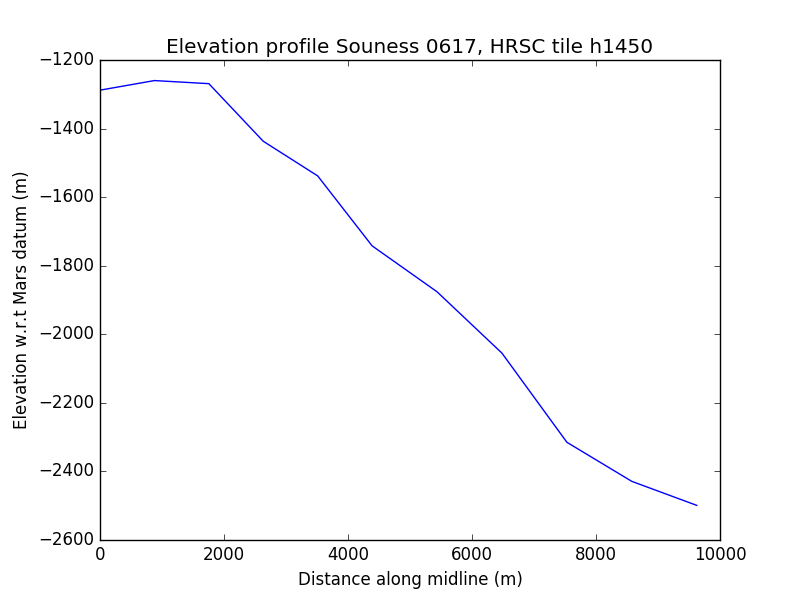 Elevation profile Souness 0617, HRSC tile h1450
−1200
−1400
−1600
−1800
−2000
−2200
−2400
−2600
Elevation w.r.t Mars datum (m)
0 2000 4000 6000 8000 10000
Distance along midline (m)